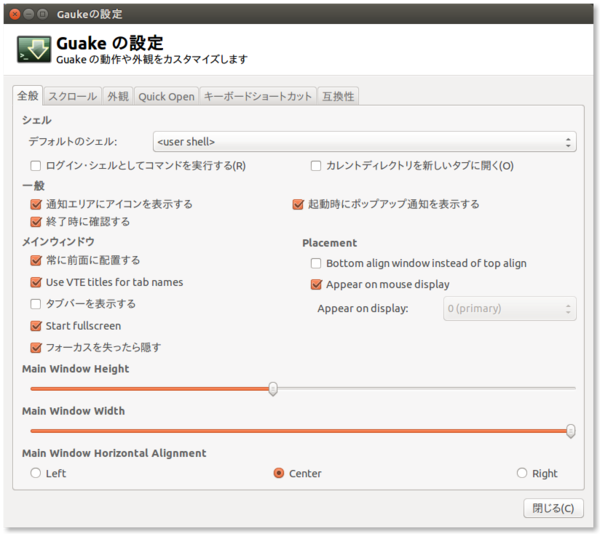 Gaukeの設定
Guake の設定
Guake の動作や外観をカスタマイズします
全般 スクロール 外観 Quick Open キーボードショートカット 互換性
シェル
デフォルトのシェル: <user shell>
ログイン・シェルとしてコマンドを実行する(R) カレントディレクトリを新しいタブに開く(O)
一般
通知エリアにアイコンを表示する 起動時にポップアップ通知を表示する
終了時に確認する
メインウィンドウ Placement
常に前面に配置する Bottom align window instead of top align
Use VTE titles for tab names Appear on mouse display
タブバーを表示する Appear on display: 0 (primary)
Start fullscreen
フォーカスを失ったら隠す
Main Window Height
Main Window Width
Main Window Horizontal Alignment
Left Center Right
閉じる(C)